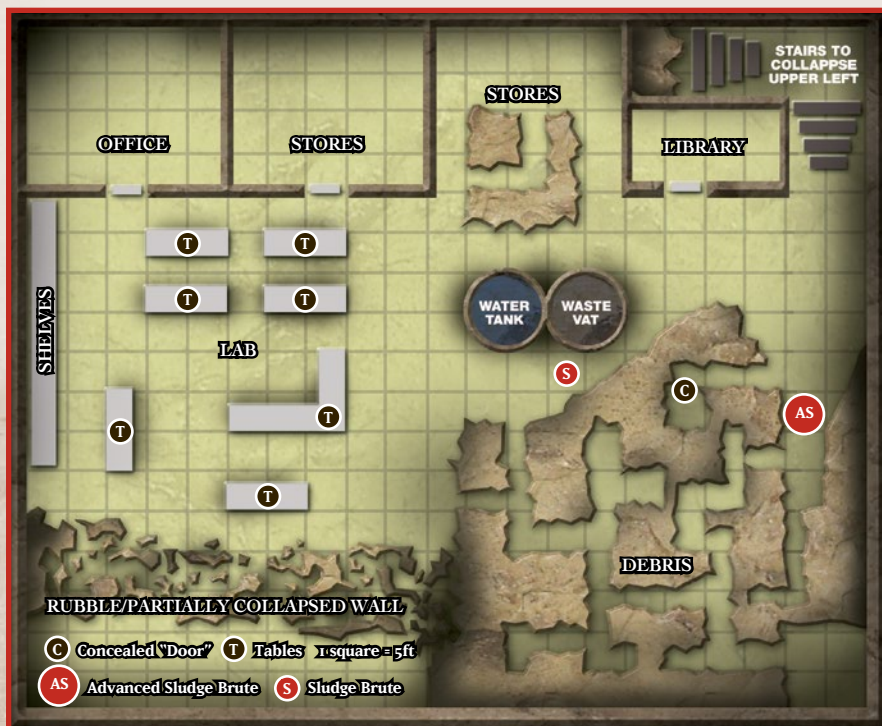 STAIRS TO
COLLAPPSE
UPPER LEFT
STORES
OFFICE
STORES
LIBRARY
T
T
SHELVES
T
T
WATER
TANK
WASTE
VAT
LAB
S
C
AS
T
T
T
DEBRIS
RUBBLE/PARTIALLY COLLAPSED WALL
C Concealed "Door" T Tables 1 square = 5ft
AS Advanced Sludge Brute S Sludge Brute